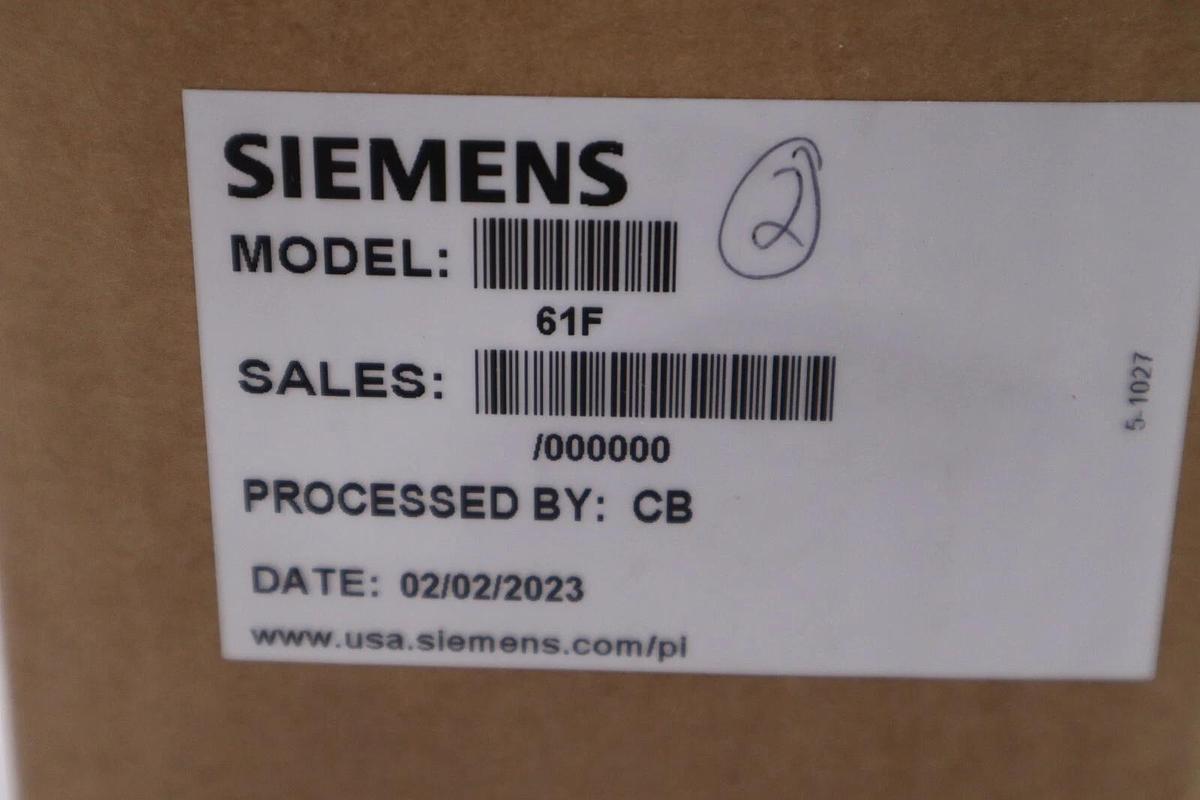 SIEMENS
2
MODEL:
61F
SALES:
/000000
PROCESSED BY: CB
DATE: 02/02/2023
www.usa.siemens.com/pi
5-1027